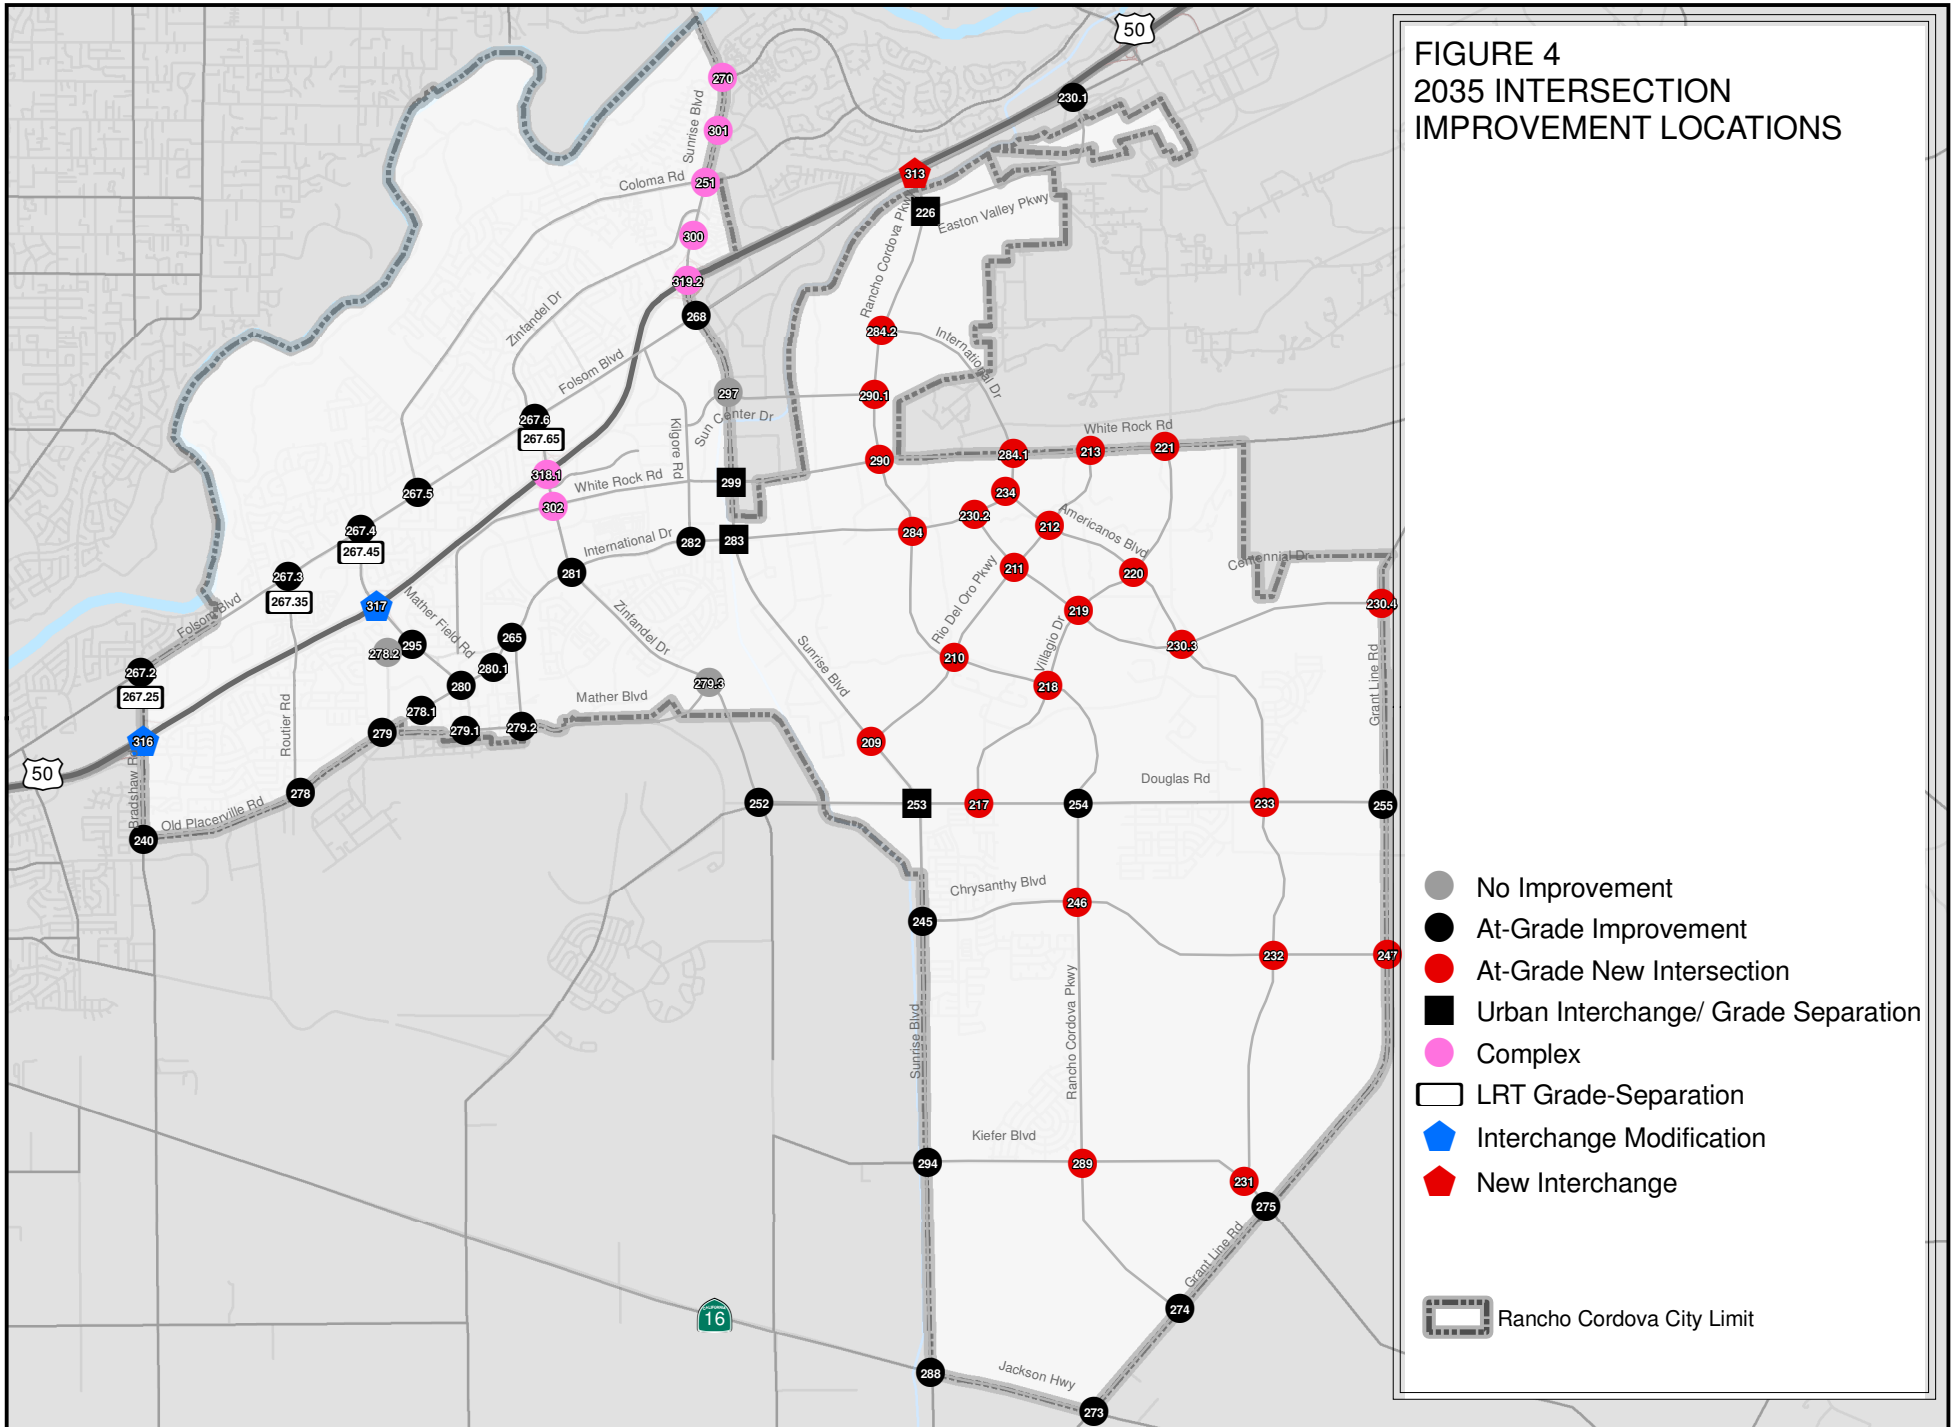 FIGURE 4
2035 INTERSECTION
IMPROVEMENT LOCATIONS
50
270
230.1
301
Sunrise Blvd
313
Coloma Rd
251
226
Easton Valley Pkwy
300
Rancho Cordova Pkwy
319.2
Zinfandel Dr
268
284.2
International Dr
Folsom Blvd
297
290.1
Sun Center Dr
267.6
267.65
Kilgore Rd
White Rock Rd
290
284.1
213
221
318.1
White Rock Rd
299
267.5
302
234
230.2
212
Americanos Blvd
267.4
267.45
International Dr
282
283
284
Centennial Dr
211
220
281
267.3
267.35
317
Mather Field Rd
Folsom Blvd
Rio Del Oro Pkwy
219
230.4
Zinfandel Dr
265
295
278.2
Villagio Dr
230.3
Sunrise Blvd
210
280.1
267.2
267.25
280
279.3
218
Grant Line Rd
Mather Blvd
278.1
279
279.1
279.2
Routier Rd
316
209
50
Bradshaw Rd
278
Douglas Rd
252
253
217
254
233
255
Old Placerville Rd
240
Chrysanthy Blvd
246
245
232
247
Sunrise Blvd
Rancho Cordova Pkwy
Kiefer Blvd
294
289
231
275
Grant Line Rd
274
CALIFORNIA
16
288
Jackson Hwy
273
No Improvement
At-Grade Improvement
At-Grade New Intersection
Urban Interchange/ Grade Separation
Complex
LRT Grade-Separation
Interchange Modification
New Interchange
Rancho Cordova City Limit